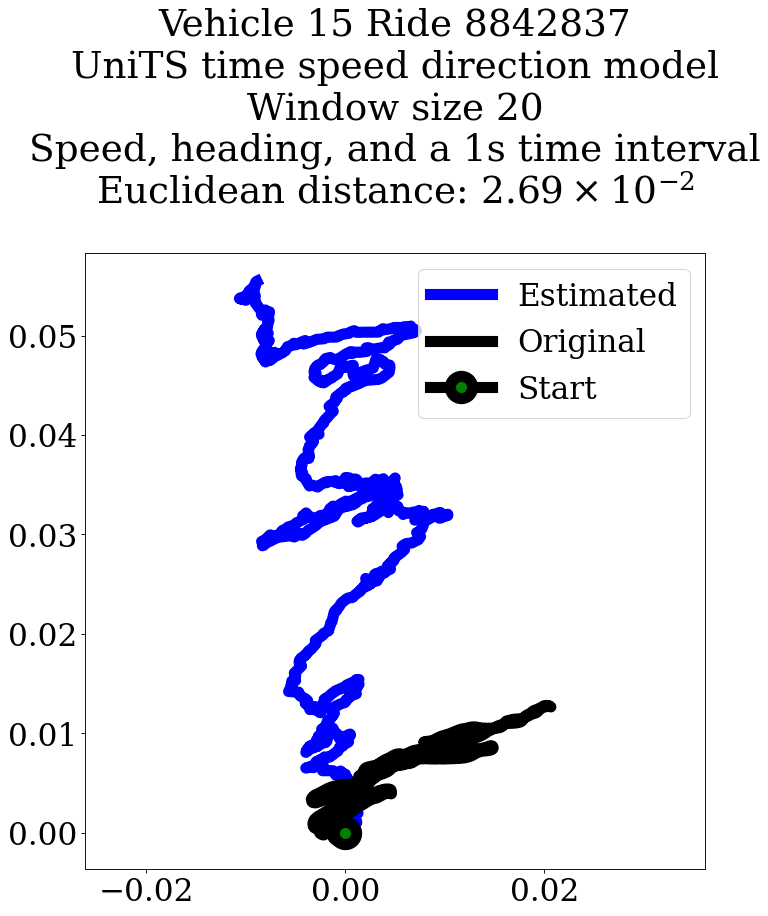 Vehicle 15 Ride 8842837
UniTS time speed direction model
Window size 20
Speed, heading, and a 1s time interval
Euclidean distance: 2.69 × 10⁻²
Estimated
Original
Start
0.05
0.04
0.03
0.02
0.01
0.00
−0.02 0.00 0.02